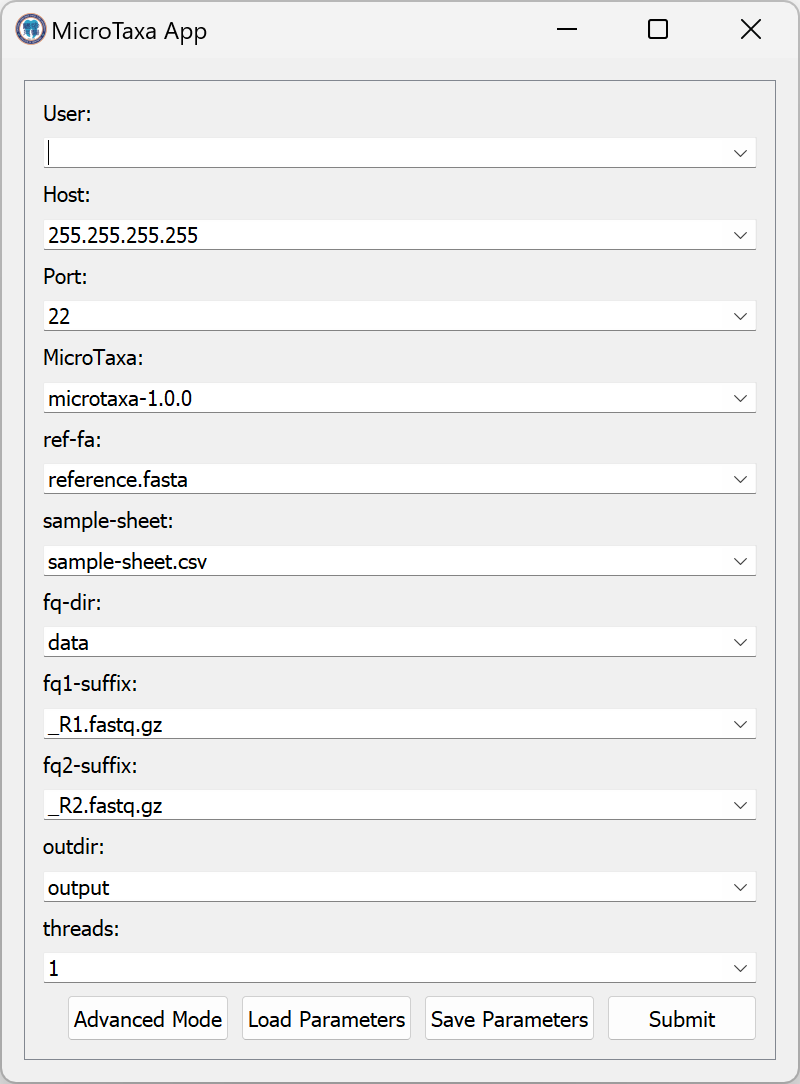 MicroTaxa App
User:
Host:
255.255.255.255
Port:
22
MicroTaxa:
microtaxa-1.0.0
ref-fa:
reference.fasta
sample-sheet:
sample-sheet.csv
fq-dir:
data
fq1-suffix:
_R1.fastq.gz
fq2-suffix:
_R2.fastq.gz
outdir:
output
threads:
1
Advanced Mode Load Parameters Save Parameters Submit